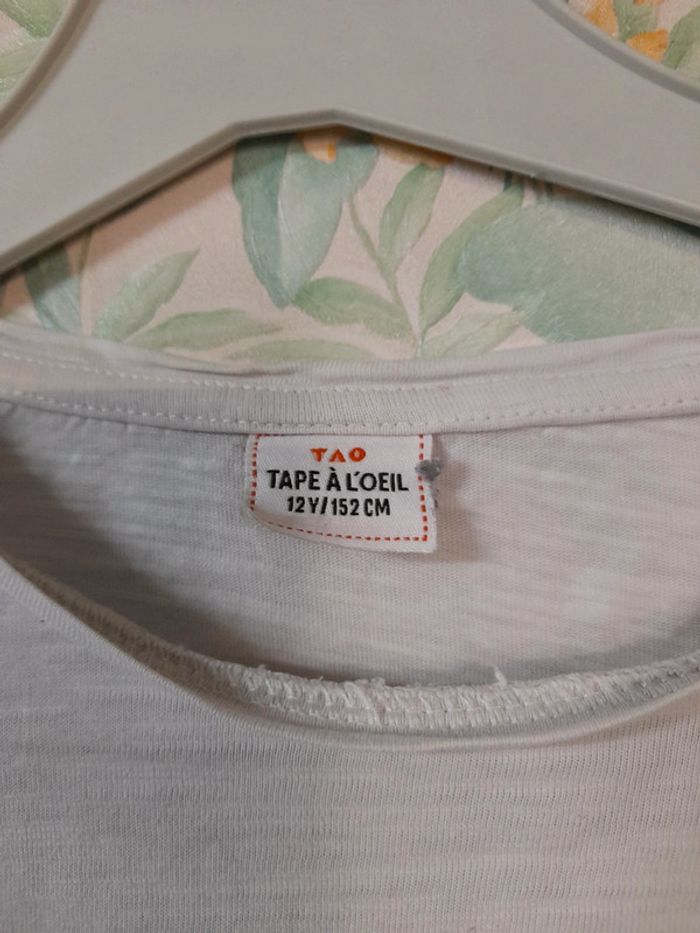 TAO
TAPE À L'OEIL
12Y/152 CM